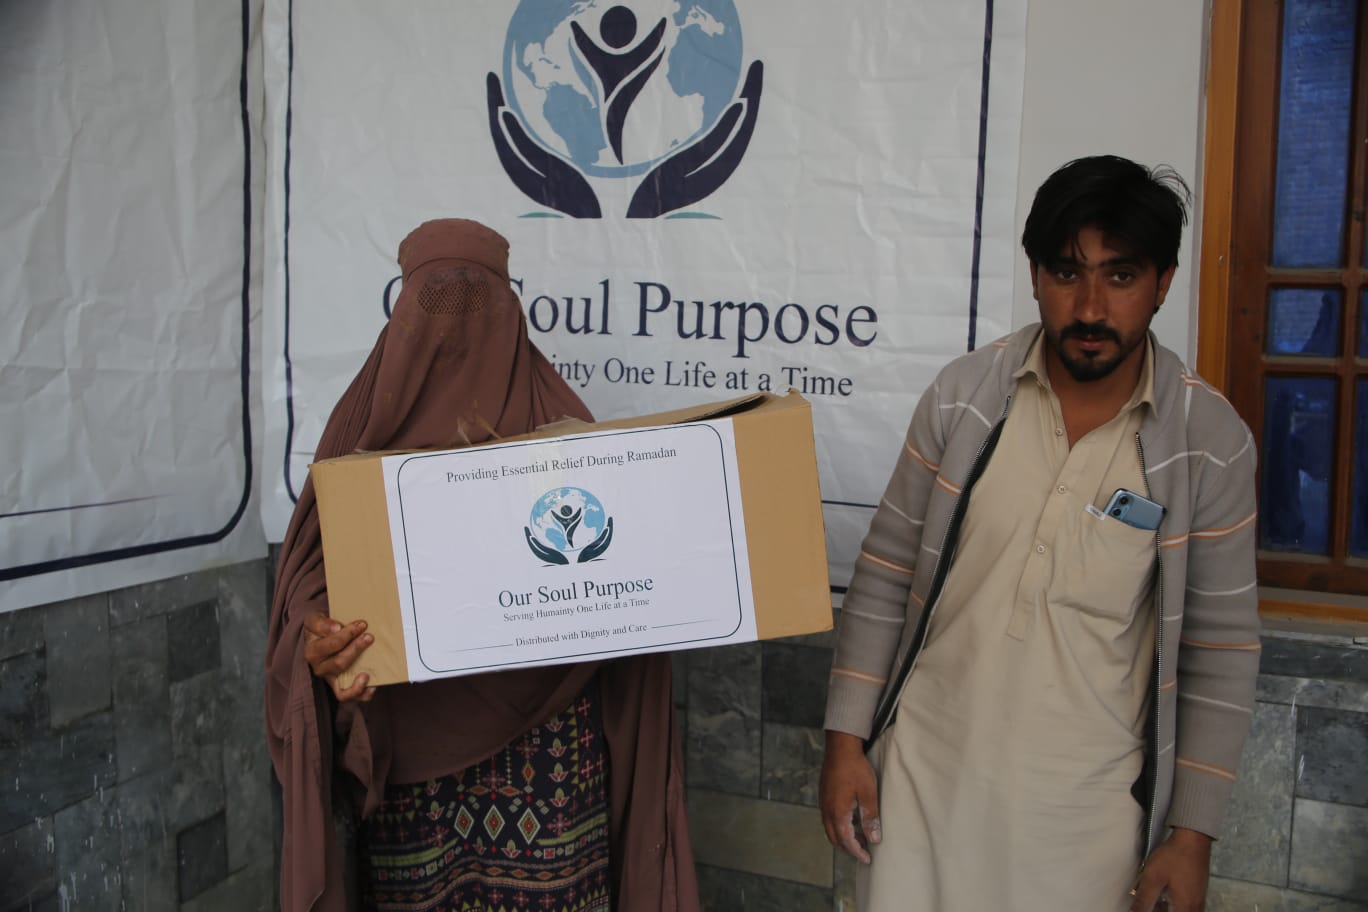 Soul Purpose
One Life at a Time
Providing Essential Relief During Ramadan
Our Soul Purpose
Serving Humainty One Life at a Time
Distributed with Dignity and Care